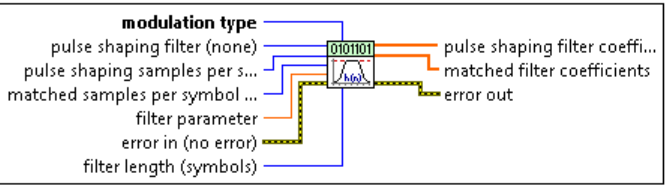 modulation type
pulse shaping filter (none)
pulse shaping samples per s...
matched samples per symbol ...
filter parameter
error in (no error)
filter length (symbols)
0101101
h(n)
pulse shaping filter coeffi...
matched filter coefficients
error out